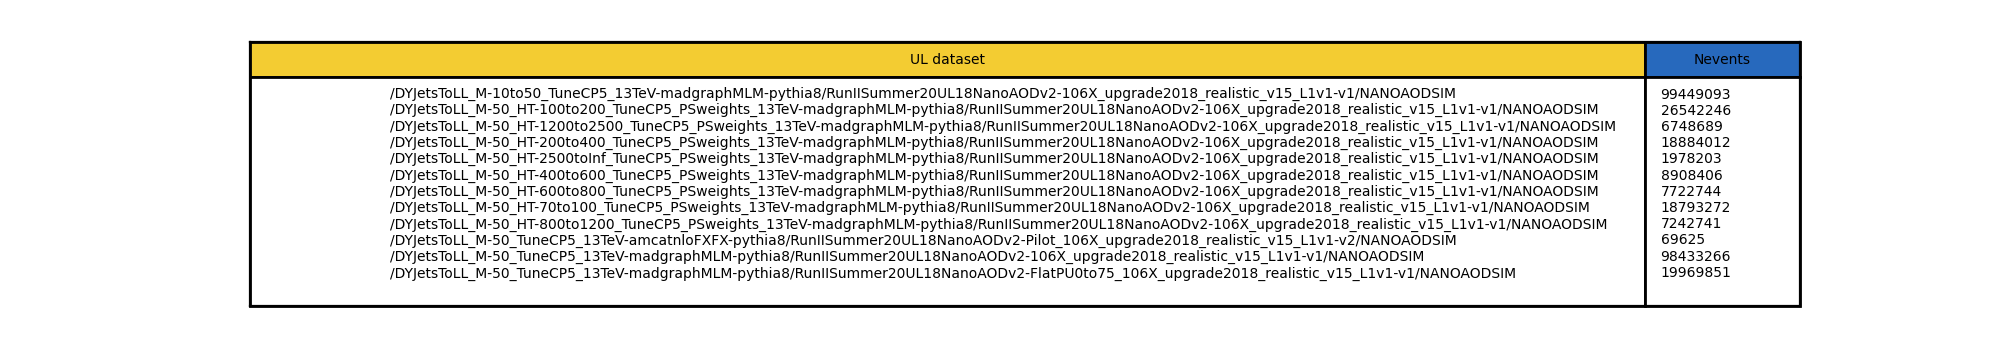 UL dataset Nevents
/DYJetsToLL_M-10to50_TuneCP5_13TeV-madgraphMLM-pythia8/RunIISummer20UL18NanoAODv2-106X_upgrade2018_realistic_v15_L1v1-v1/NANOAODSIM 99449093
/DYJetsToLL_M-50_HT-100to200_TuneCP5_PSweights_13TeV-madgraphMLM-pythia8/RunIISummer20UL18NanoAODv2-106X_upgrade2018_realistic_v15_L1v1-v1/NANOAODSIM 26542246
/DYJetsToLL_M-50_HT-1200to2500_TuneCP5_PSweights_13TeV-madgraphMLM-pythia8/RunIISummer20UL18NanoAODv2-106X_upgrade2018_realistic_v15_L1v1-v1/NANOAODSIM 6748689
/DYJetsToLL_M-50_HT-200to400_TuneCP5_PSweights_13TeV-madgraphMLM-pythia8/RunIISummer20UL18NanoAODv2-106X_upgrade2018_realistic_v15_L1v1-v1/NANOAODSIM 18884012
/DYJetsToLL_M-50_HT-2500toInf_TuneCP5_PSweights_13TeV-madgraphMLM-pythia8/RunIISummer20UL18NanoAODv2-106X_upgrade2018_realistic_v15_L1v1-v1/NANOAODSIM 1978203
/DYJetsToLL_M-50_HT-400to600_TuneCP5_PSweights_13TeV-madgraphMLM-pythia8/RunIISummer20UL18NanoAODv2-106X_upgrade2018_realistic_v15_L1v1-v1/NANOAODSIM 8908406
/DYJetsToLL_M-50_HT-600to800_TuneCP5_PSweights_13TeV-madgraphMLM-pythia8/RunIISummer20UL18NanoAODv2-106X_upgrade2018_realistic_v15_L1v1-v1/NANOAODSIM 7722744
/DYJetsToLL_M-50_HT-70to100_TuneCP5_PSweights_13TeV-madgraphMLM-pythia8/RunIISummer20UL18NanoAODv2-106X_upgrade2018_realistic_v15_L1v1-v1/NANOAODSIM 18793272
/DYJetsToLL_M-50_HT-800to1200_TuneCP5_PSweights_13TeV-madgraphMLM-pythia8/RunIISummer20UL18NanoAODv2-106X_upgrade2018_realistic_v15_L1v1-v1/NANOAODSIM 7242741
/DYJetsToLL_M-50_TuneCP5_13TeV-amcatnloFXFX-pythia8/RunIISummer20UL18NanoAODv2-Pilot_106X_upgrade2018_realistic_v15_L1v1-v2/NANOAODSIM 69625
/DYJetsToLL_M-50_TuneCP5_13TeV-madgraphMLM-pythia8/RunIISummer20UL18NanoAODv2-106X_upgrade2018_realistic_v15_L1v1-v1/NANOAODSIM 98433266
/DYJetsToLL_M-50_TuneCP5_13TeV-madgraphMLM-pythia8/RunIISummer20UL18NanoAODv2-FlatPU0to75_106X_upgrade2018_realistic_v15_L1v1-v1/NANOAODSIM 19969851